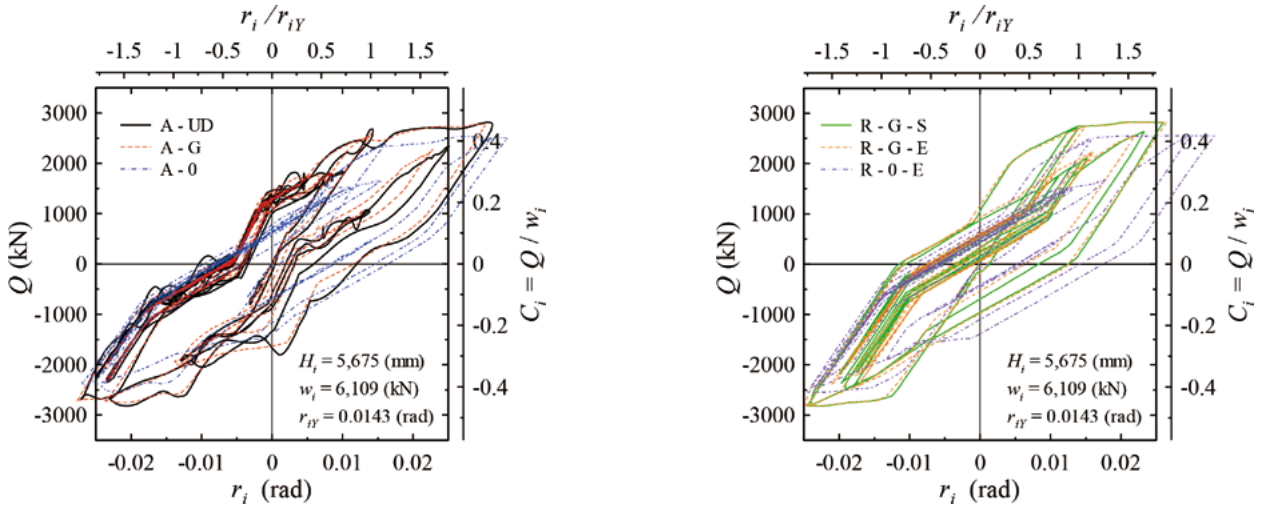 r_i / r_iY
-1.5 -1 -0.5 0 0.5 1 1.5
3000
2000
1000
0
-1000
-2000
-3000
Q (kN)
A - UD
A - G
A - 0
0.4
0.2
0
-0.2
-0.4
C_i = Q / w_i
H_i = 5,675 (mm)
w_i = 6,109 (kN)
r_iY = 0.0143 (rad)
-0.02 -0.01 0 0.01 0.02
r_i (rad)
r_i / r_iY
-1.5 -1 -0.5 0 0.5 1 1.5
3000
2000
1000
0
-1000
-2000
-3000
Q (kN)
R - G - S
R - G - E
R - 0 - E
0.4
0.2
0
-0.2
-0.4
C_i = Q / w_i
H_i = 5,675 (mm)
w_i = 6,109 (kN)
r_iY = 0.0143 (rad)
-0.02 -0.01 0 0.01 0.02
r_i (rad)